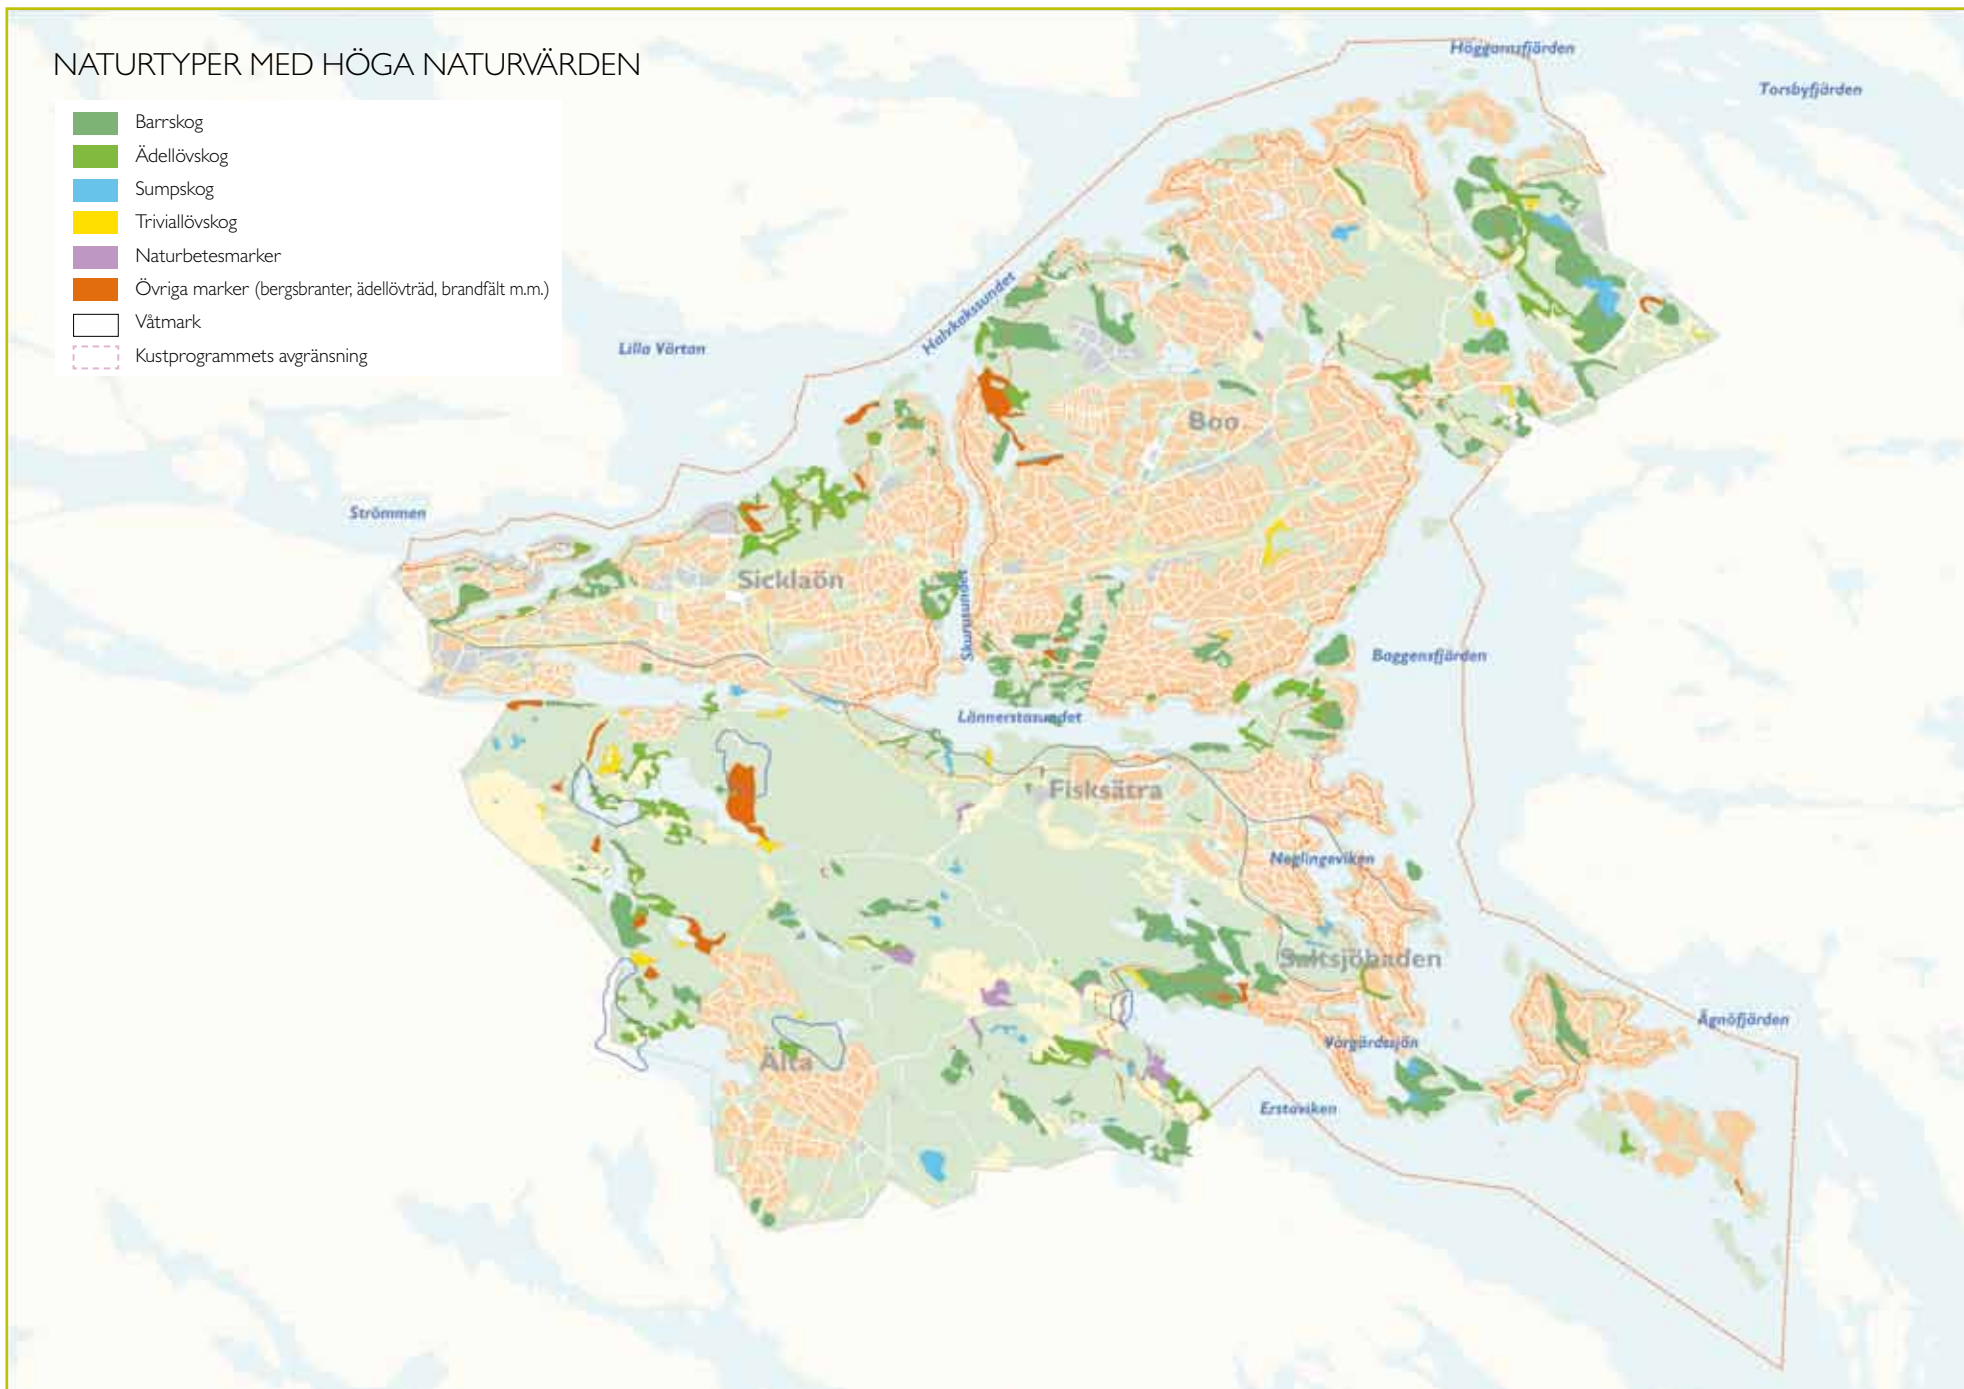 NATURTYPER MED HÖGA NATURVÄRDEN
Barrskog
Ädellövskog
Sumpskog
Triviallövskog
Naturbetesmarker
Övriga marker (bergsbranter, ädellövträd, brandfält m.m.)
Våtmark
Kustprogrammets avgränsning
Höggarnsfjärden
Torsbyfjärden
Halvkakssundet
Lilla Värtan
Boo
Strömmen
Sicklaön
Skurusundet
Baggensfjärden
Lännerstasundet
Fisksätra
Neglingeviken
Saltsjöbaden
Ägnöfjärden
Vårgärdssjön
Älta
Erstaviken